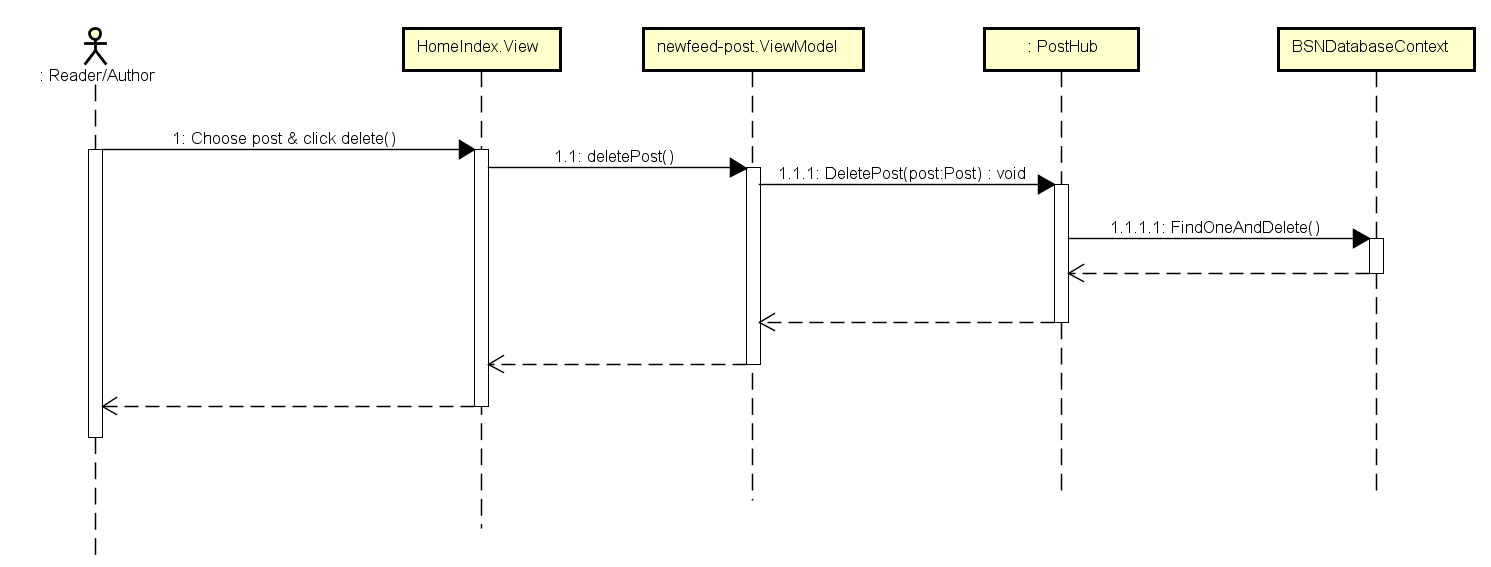 : Reader/Author
HomeIndex.View
newfeed-post.ViewModel
: PostHub
BSNDatabaseContext
1: Choose post & click delete()
1.1: deletePost()
1.1.1: DeletePost(post:Post) : void
1.1.1.1: FindOneAndDelete()